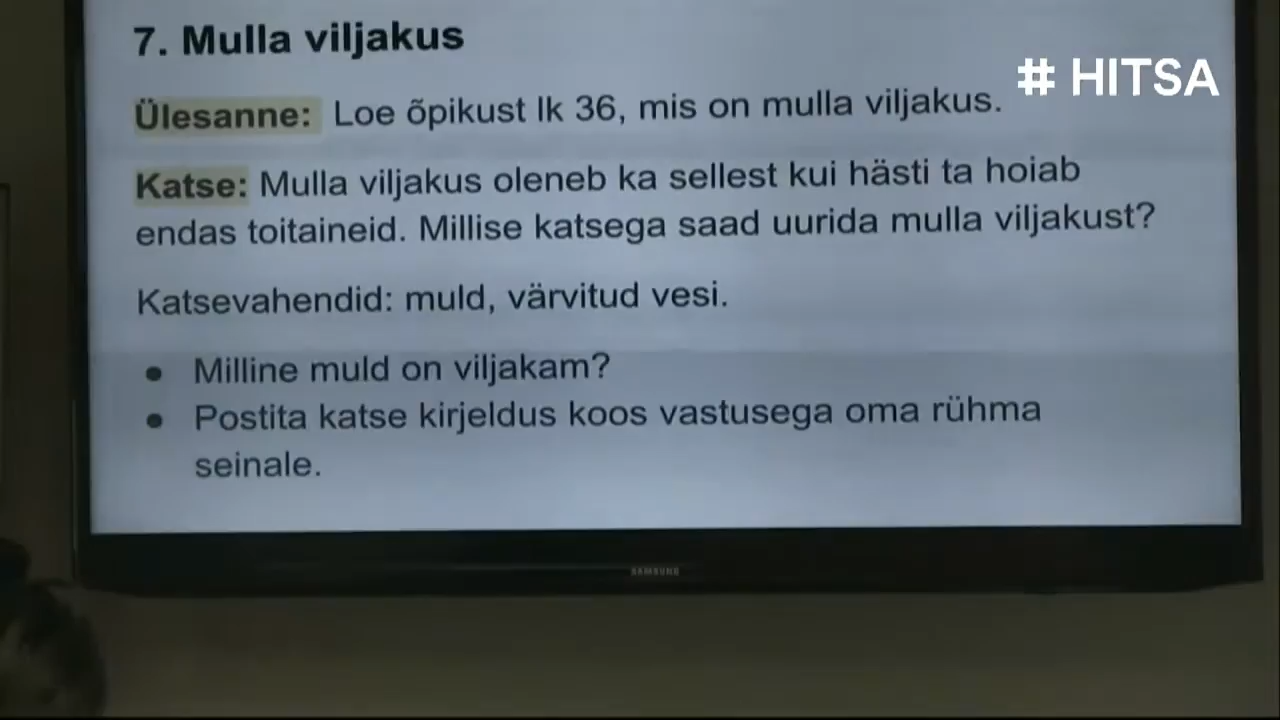 7. Mulla viljakus
# HITSA
Ülesanne: Loe õpikust lk 36, mis on mulla viljakus.
Katse: Mulla viljakus oleneb ka sellest kui hästi ta hoiab
endas toitaineid. Millise katsega saad uurida mulla viljakust?
Katsevahendid: muld, värvitud vesi.
• Milline muld on viljakam?
• Postita katse kirjeldus koos vastusega oma rühma
seinale.
SAMSUNG